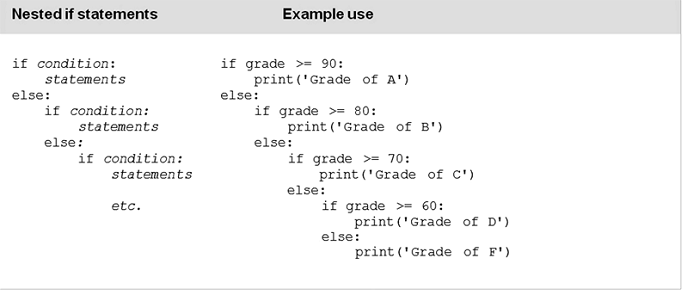 Nested if statements Example use
if condition: if grade >= 90:
statements print('Grade of A')
else: else:
if condition: if grade >= 80:
statements print('Grade of B')
else: else:
if condition: if grade >= 70:
statements print('Grade of C')
else:
etc. if grade >= 60:
print('Grade of D')
else:
print('Grade of F')